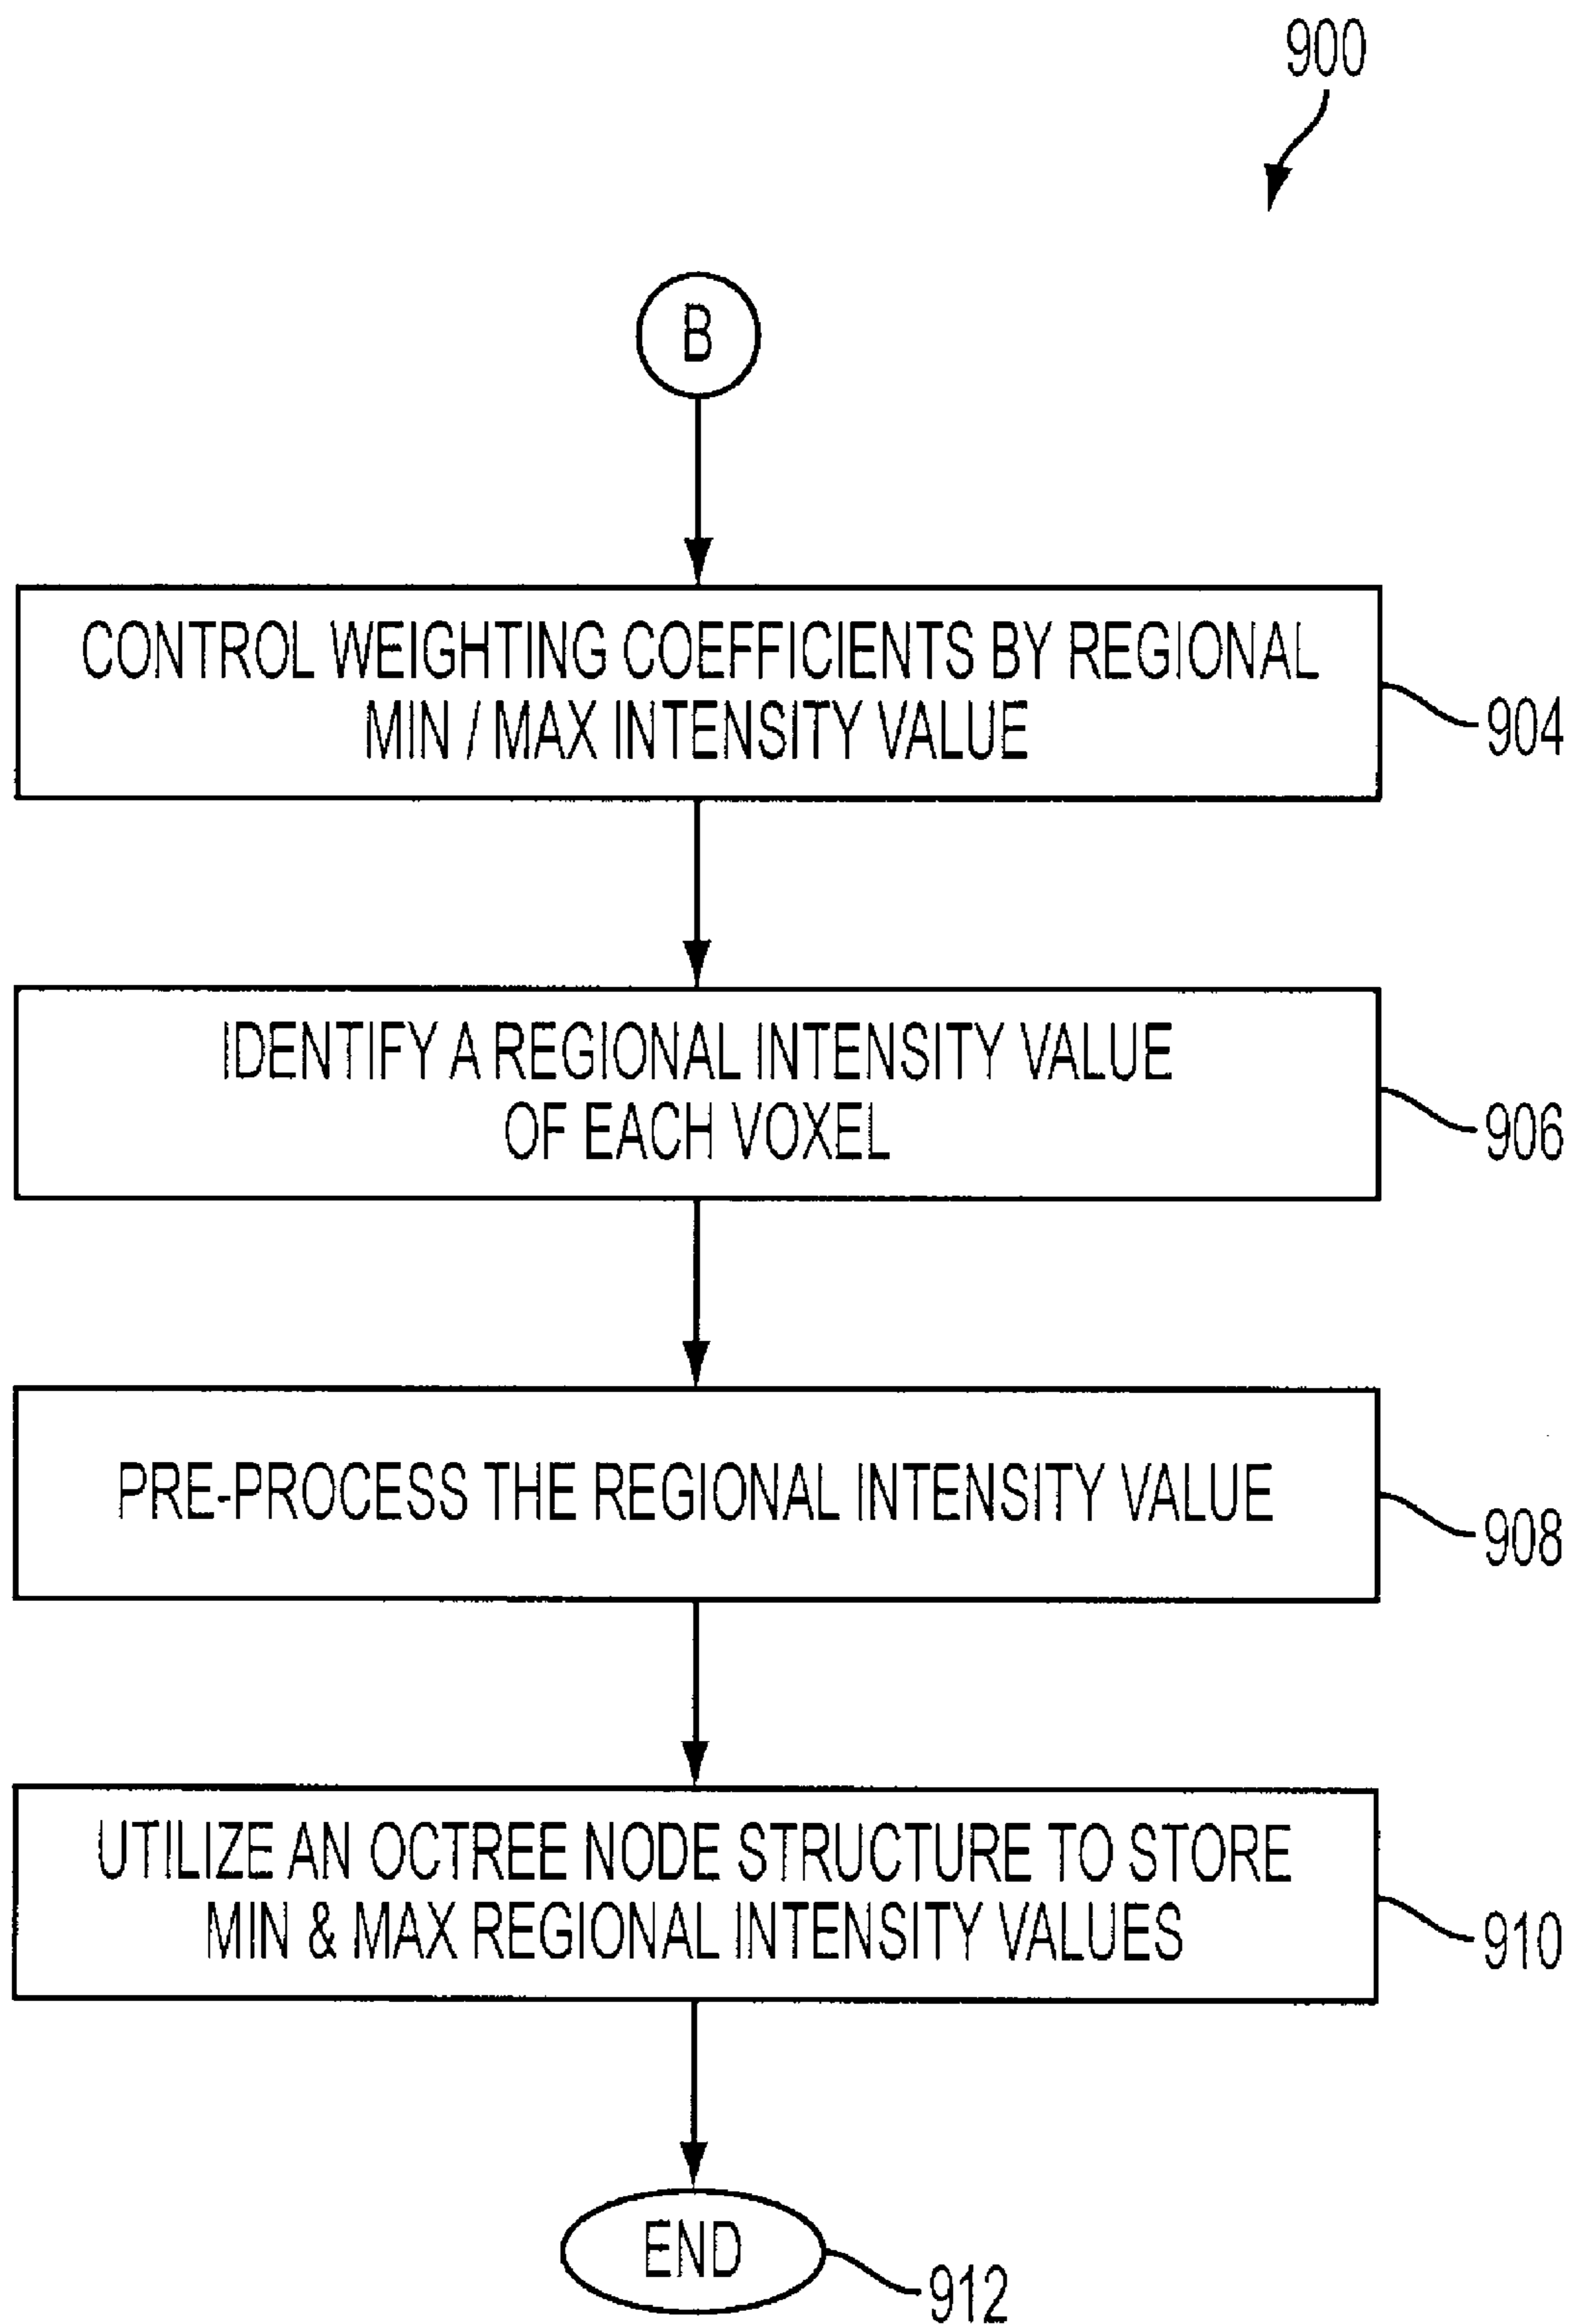 900
B
CONTROL WEIGHTING COEFFICIENTS BY REGIONAL
MIN / MAX INTENSITY VALUE
904
IDENTIFY A REGIONAL INTENSITY VALUE
OF EACH VOXEL
906
PRE-PROCESS THE REGIONAL INTENSITY VALUE
908
UTILIZE AN OCTREE NODE STRUCTURE TO STORE
MIN & MAX REGIONAL INTENSITY VALUES
910
END
912